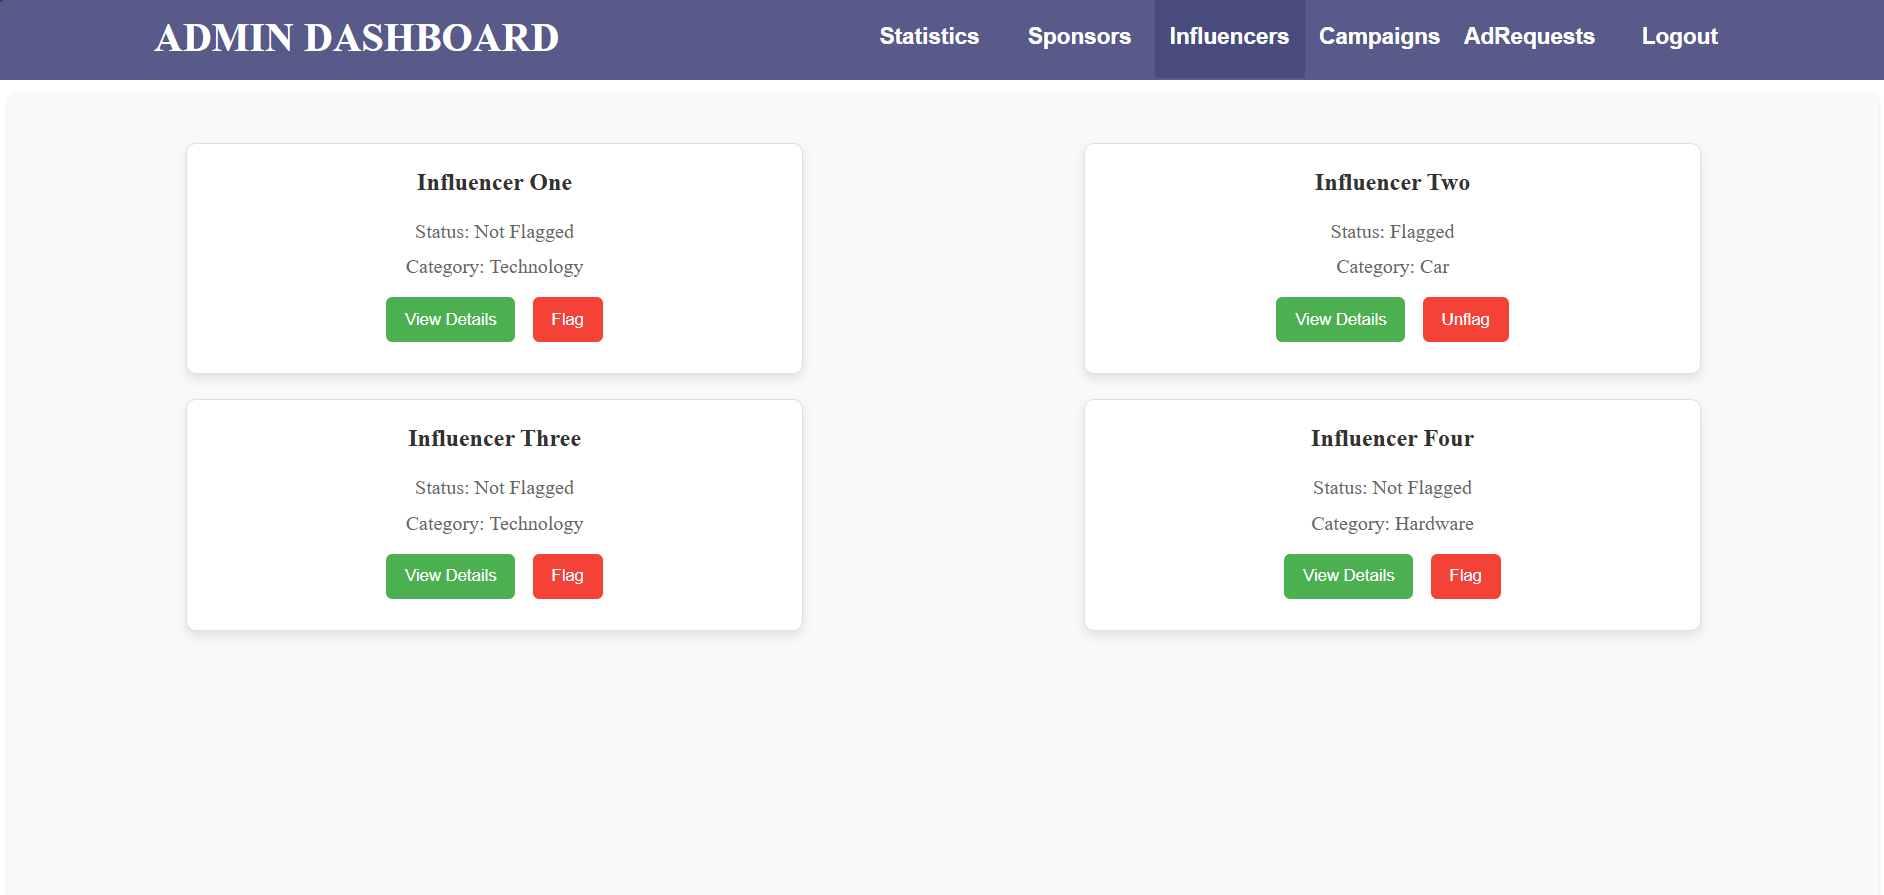 ADMIN DASHBOARD Statistics Sponsors Influencers Campaigns AdRequests Logout
Influencer One
Status: Not Flagged
Category: Technology
View Details Flag
Influencer Two
Status: Flagged
Category: Car
View Details Unflag
Influencer Three
Status: Not Flagged
Category: Technology
View Details Flag
Influencer Four
Status: Not Flagged
Category: Hardware
View Details Flag